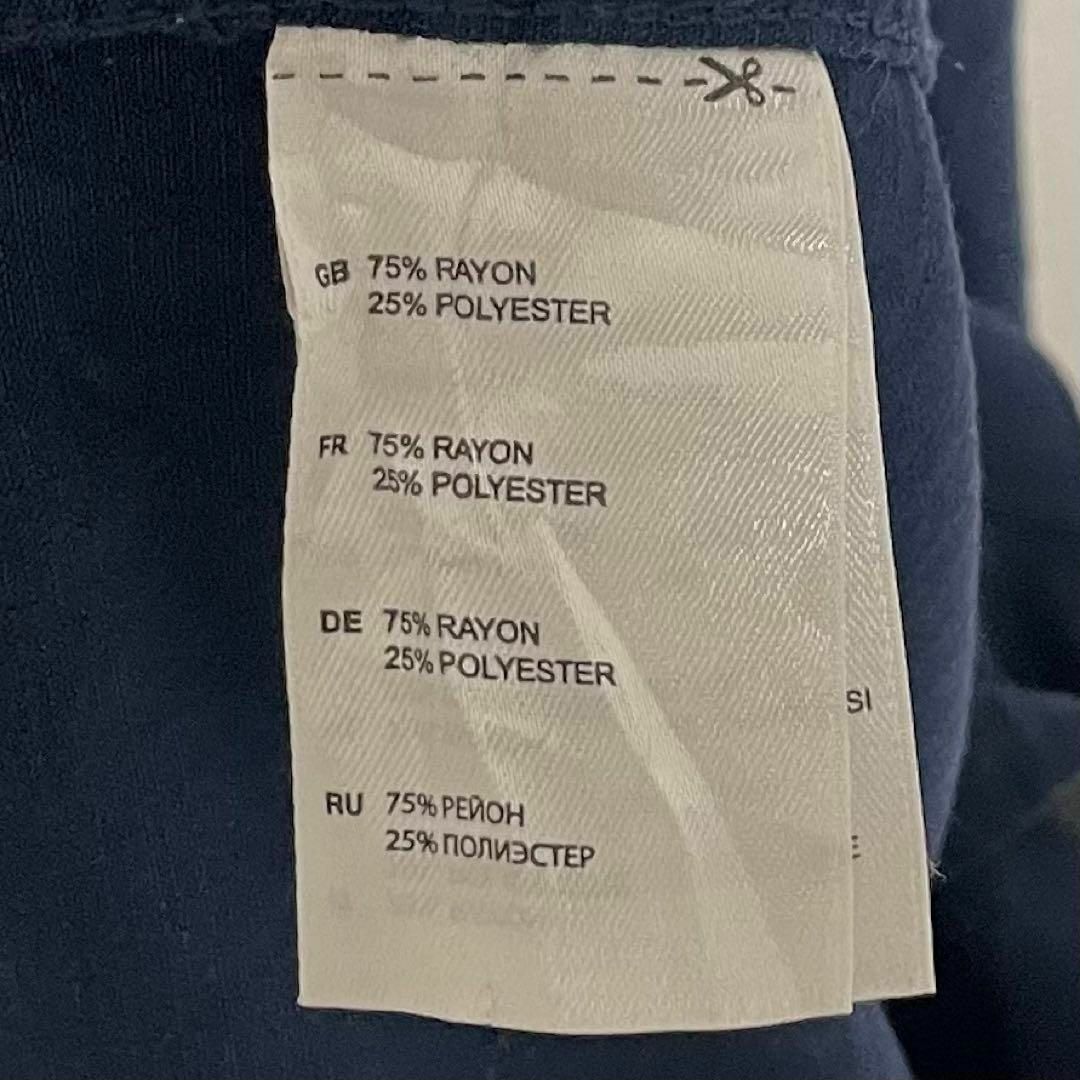 GB 75% RAYON
25% POLYESTER
FR 75% RAYON
25% POLYESTER
DE 75% RAYON
25% POLYESTER
SI
RU 75% РЕЙОН
25% ПОЛИЭСТЕР